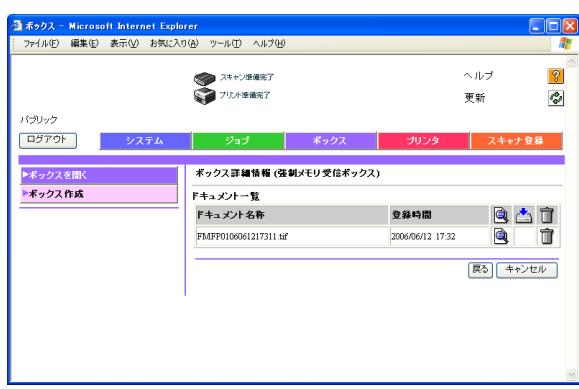 ボックス - Microsoft Internet Explorer
ファイル(F) 編集(E) 表示(V) お気に入り(A) ツール(T) ヘルプ(H)
スキャン準備完了 ヘルプ
プリント準備完了 更新
パブリック
ログアウト システム ジョブ ボックス プリンタ スキャナ登録
▶ボックスを開く ボックス詳細情報 (強制メモリ受信ボックス)
▶ボックス作成 ドキュメント一覧
ドキュメント名称 登録時間
FMFP0106061217311.tif 2006/06/12 17:32
戻る キャンセル